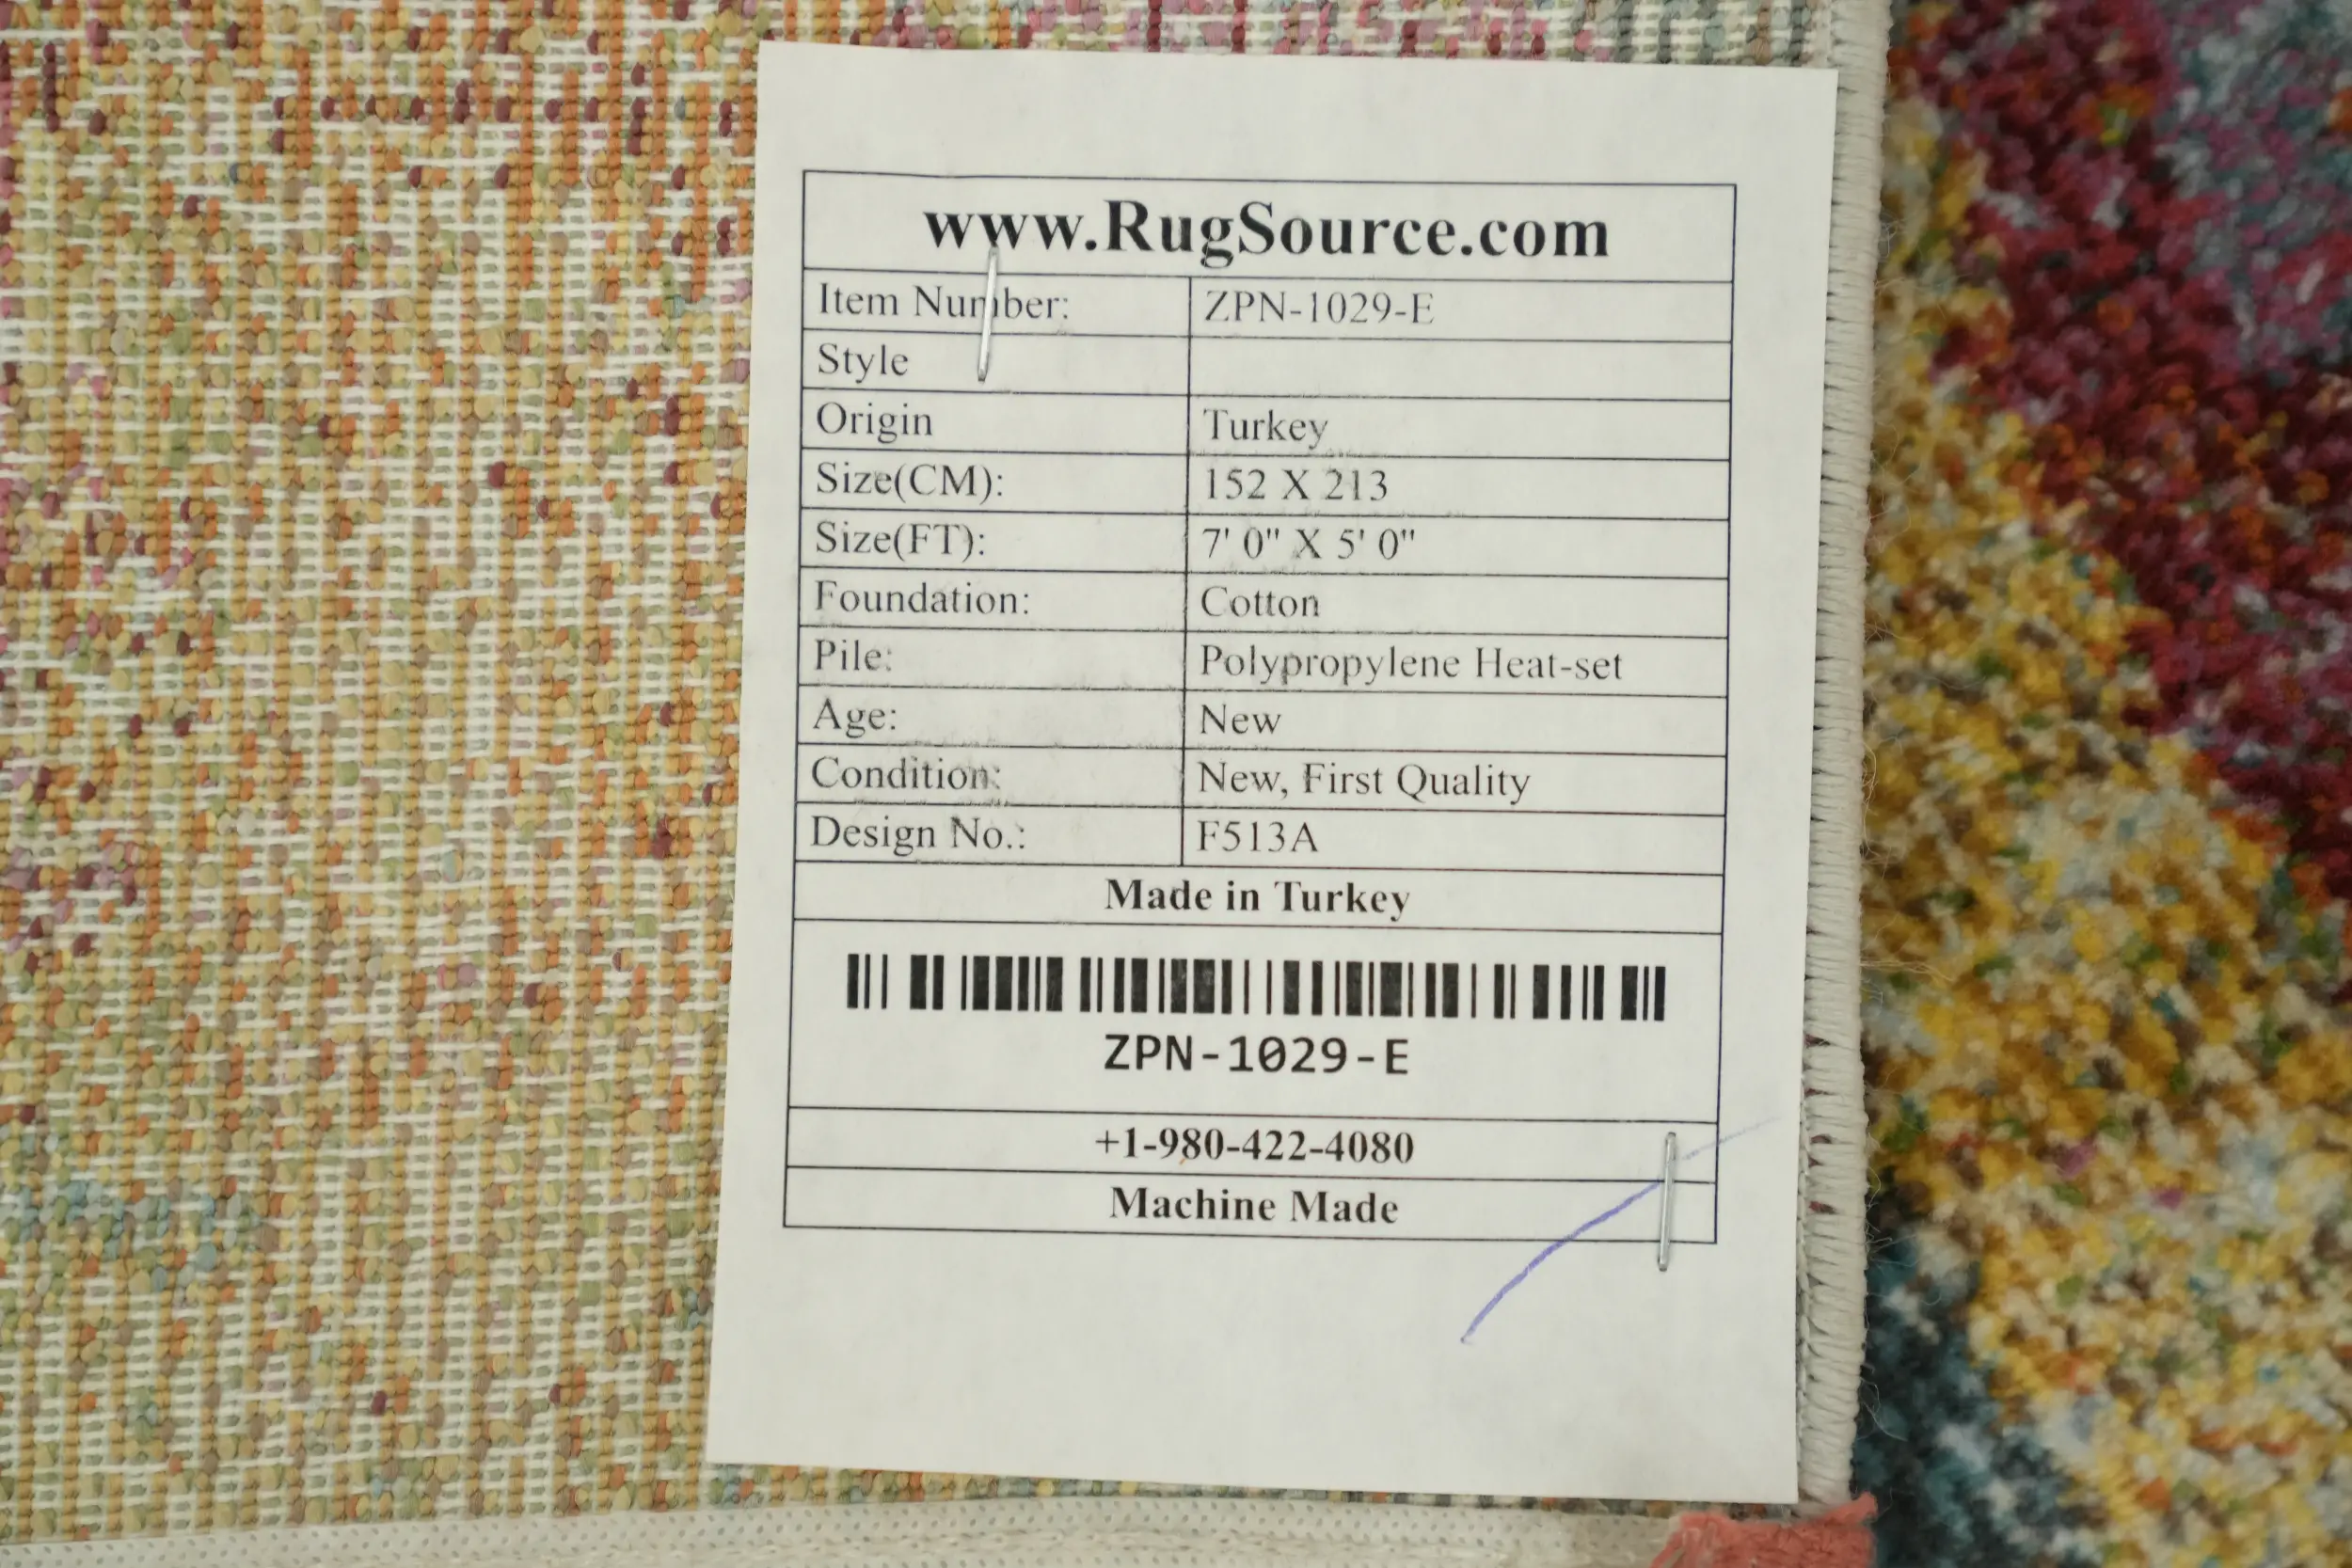 www.RugSource.com
Item Number: ZPN-1029-E
Style
Origin Turkey
Size(CM): 152 X 213
Size(FT): 7' 0" X 5' 0"
Foundation: Cotton
Pile: Polypropylene Heat-set
Age: New
Condition: New, First Quality
Design No.: F513A
Made in Turkey
ZPN-1029-E
+1-980-422-4080
Machine Made